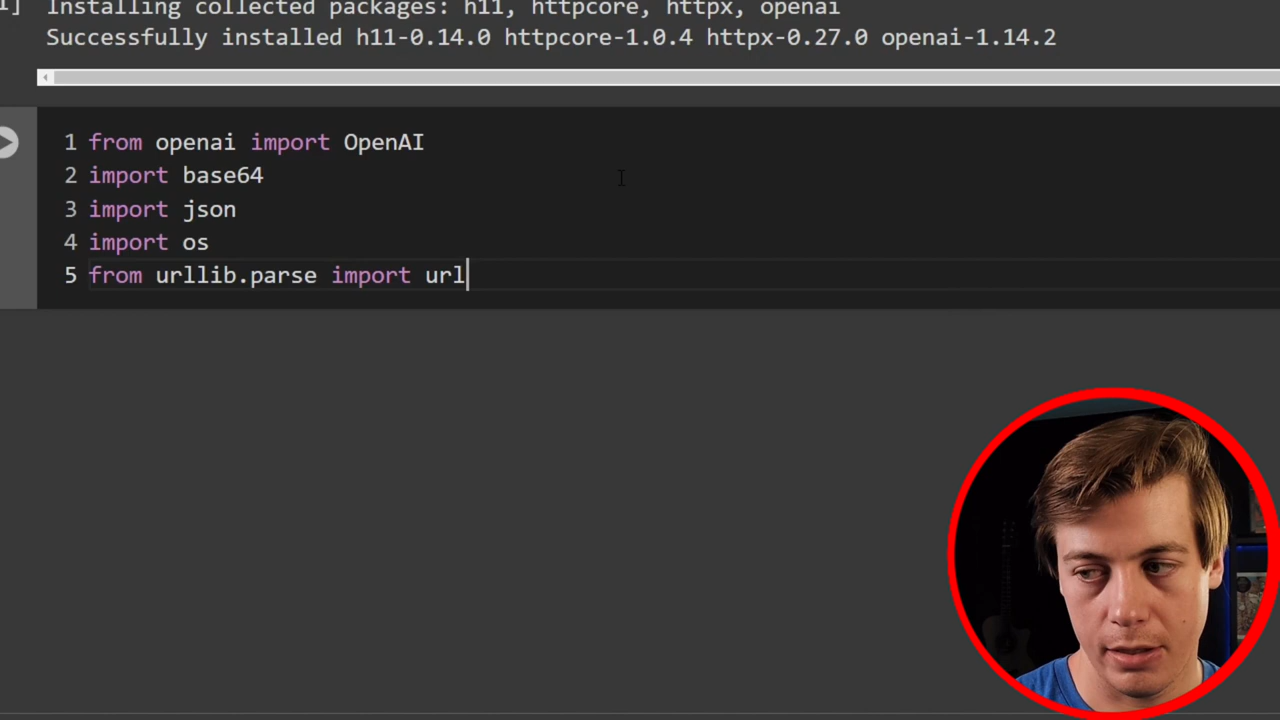 Installing collected packages: h11, httpcore, httpx, openai
Successfully installed h11-0.14.0 httpcore-1.0.4 httpx-0.27.0 openai-1.14.2
1 from openai import OpenAI
2 import base64
3 import json
4 import os
5 from urllib.parse import url